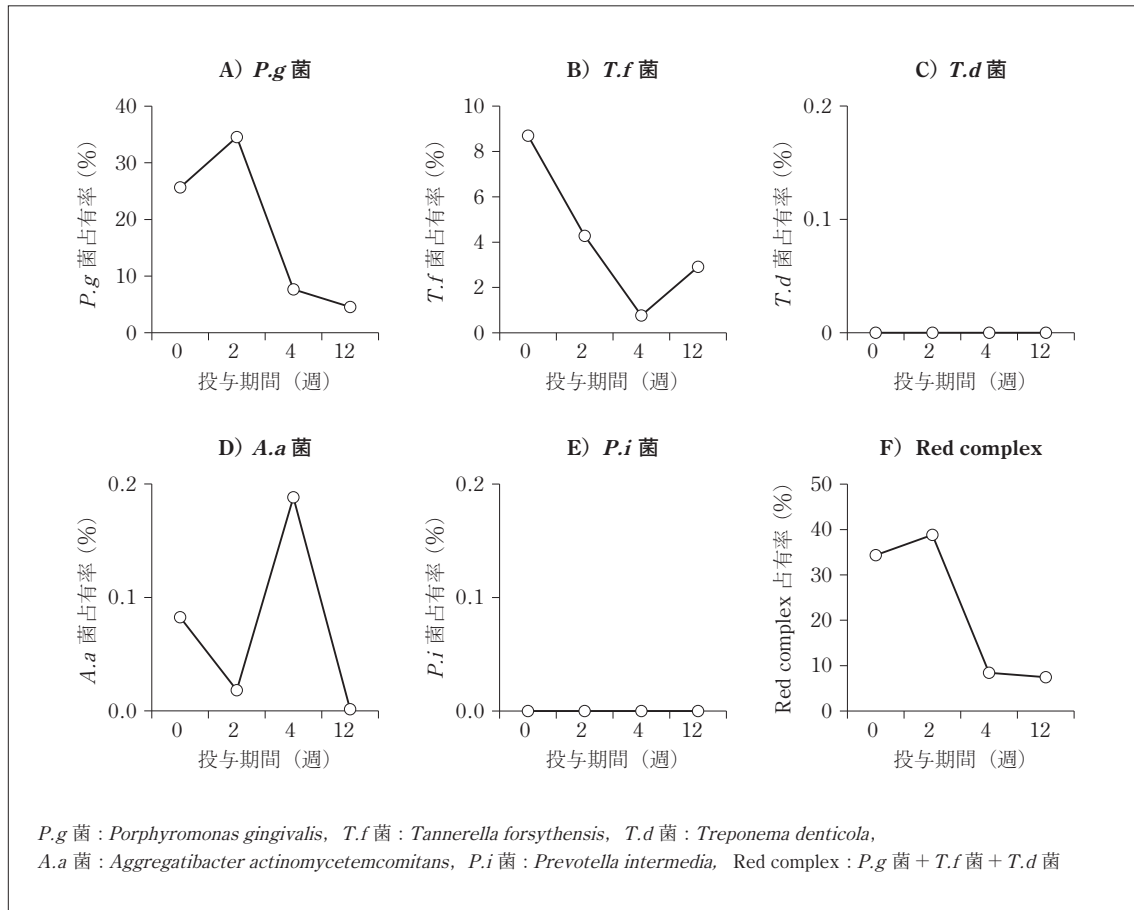 A) P.g 菌
P.g 菌占有率 (%)
40
30
20
10
0
0 2 4 12
投与期間（週）
B) T.f 菌
T.f 菌占有率 (%)
10
8
6
4
2
0
0 2 4 12
投与期間（週）
C) T.d 菌
T.d 菌占有率 (%)
0.2
0.1
0
0 2 4 12
投与期間（週）
D) A.a 菌
A.a 菌占有率 (%)
0.2
0.1
0.0
0 2 4 12
投与期間（週）
E) P.i 菌
P.i 菌占有率 (%)
0.2
0.1
0.0
0 2 4 12
投与期間（週）
F) Red complex
Red complex 占有率 (%)
50
40
30
20
10
0
0 2 4 12
投与期間（週）
P.g 菌 : Porphyromonas gingivalis, T.f 菌 : Tannerella forsythensis, T.d 菌 : Treponema denticola,
A.a 菌 : Aggregatibacter actinomycetemcomitans, P.i 菌 : Prevotella intermedia, Red complex : P.g 菌 + T.f 菌 + T.d 菌